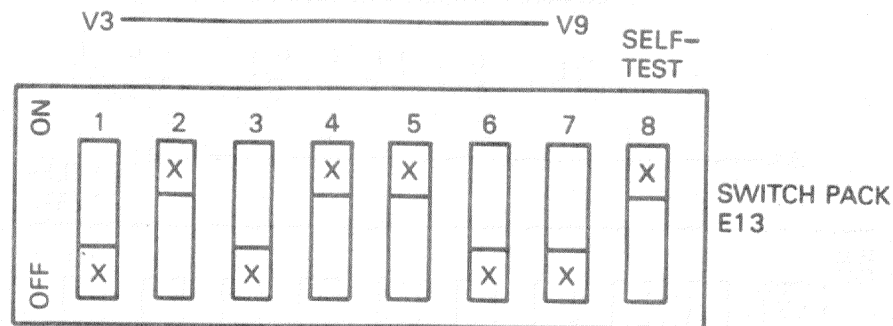 V3 V9
SELF-
TEST
ON
1 2 3 4 5 6 7 8
X X X X
SWITCH PACK
E13
OFF
X X X X